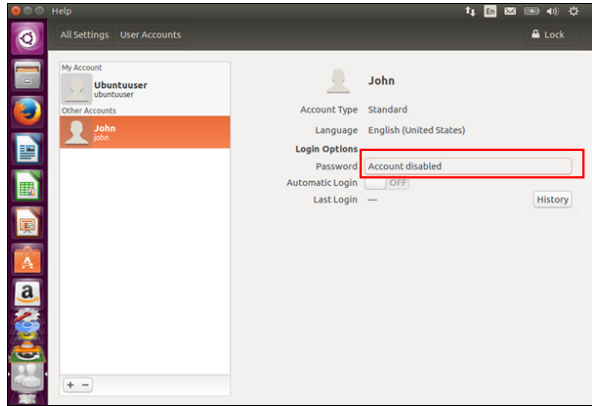 Help
En
All Settings User Accounts
Lock
My Account
Ubuntuuser
ubuntuuser
Other Accounts
John
john
John
Account Type Standard
Language English (United States)
Login Options
Password Account disabled
Automatic Login OFF
Last Login —
History
A
a
+ -